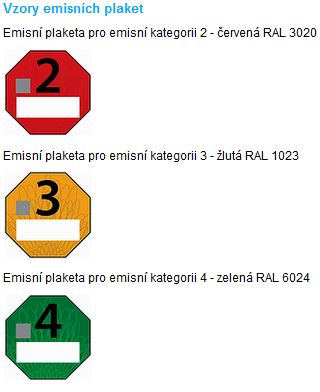 Vzory emisních plaket
Emisní plaketa pro emisní kategorii 2 - červená RAL 3020
2
Emisní plaketa pro emisní kategorii 3 - žlutá RAL 1023
3
Emisní plaketa pro emisní kategorii 4 - zelená RAL 6024
4